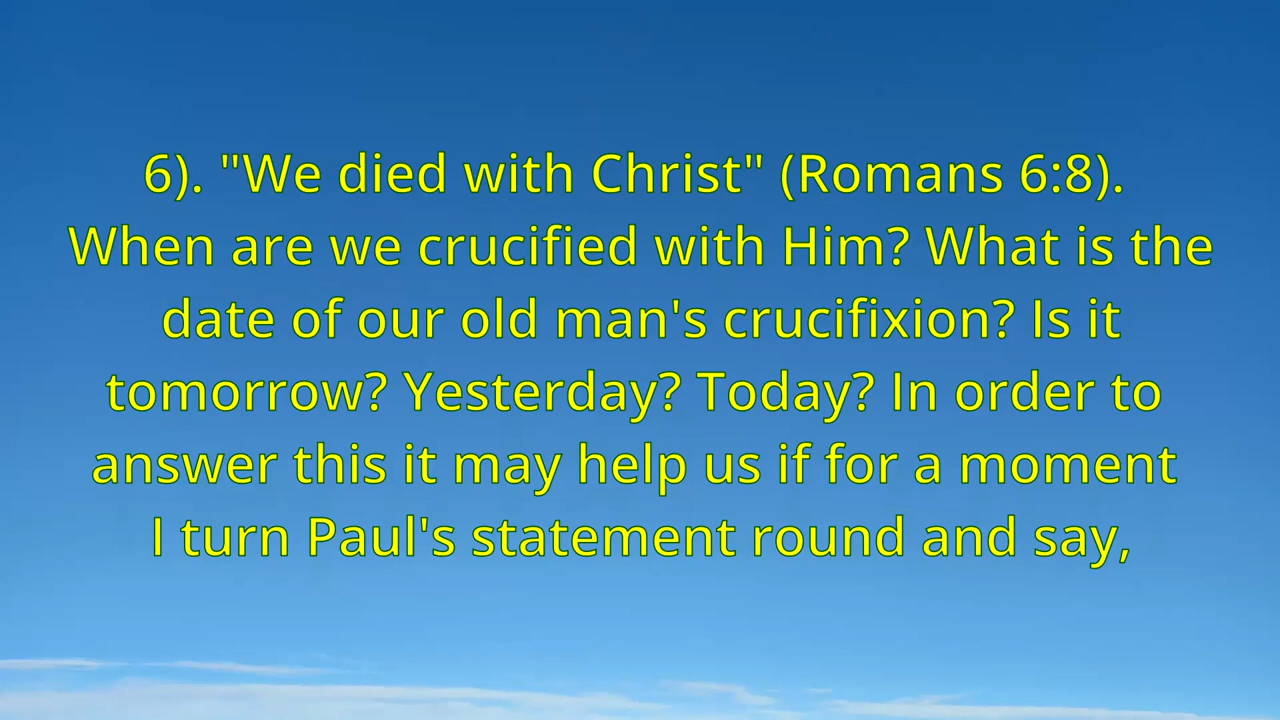 6). "We died with Christ" (Romans 6:8).
When are we crucified with Him? What is the
date of our old man's crucifixion? Is it
tomorrow? Yesterday? Today? In order to
answer this it may help us if for a moment
I turn Paul's statement round and say,